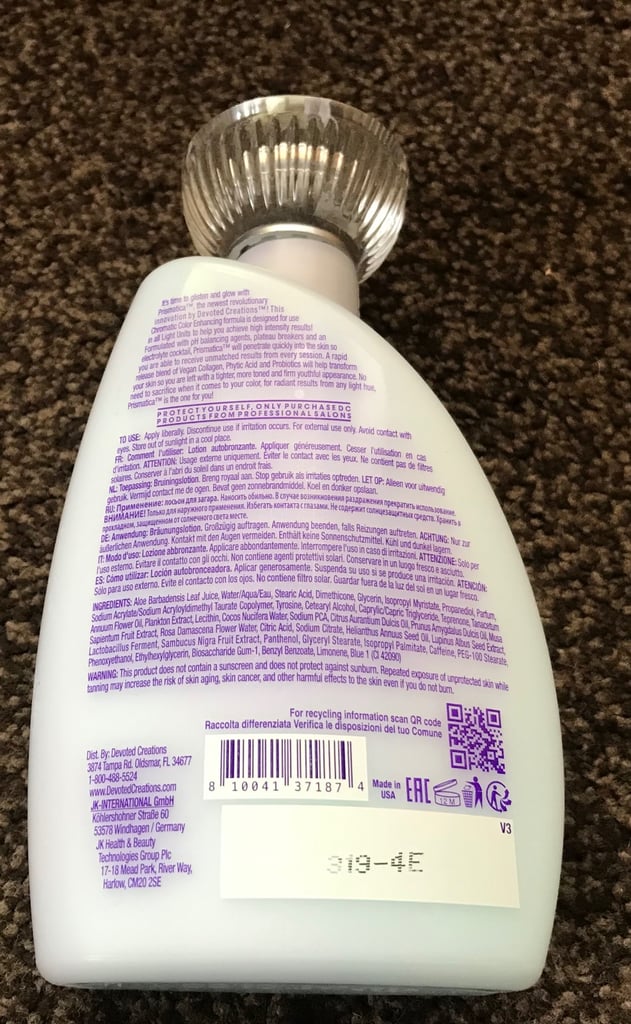 It's time to glisten and glow with
Prismatica™, the newest revolutionary
innovation by Devoted Creations™! This
Chromatic Color Enhancing formula is designed for use
in all Light Units to help you achieve high intensity results!
Formulated with pH balancing agents, plateau breakers and an
electrolyte cocktail, Prismatica™ will penetrate quickly into the skin so
you are able to receive unmatched results from every session. A rapid
release blend of Vegan Collagen, Phytic Acid and Probiotics will help transform
your skin so you are left with a tighter, more toned and firm youthful appearance. No
need to sacrifice when it comes to your color, for radiant results from any light hue,
Prismatica™ is the one for you!
PROTECT YOURSELF, ONLY PURCHASE DC
PRODUCTS FROM PROFESSIONAL SALONS
TO USE: Apply liberally. Discontinue use if irritation occurs. For external use only. Avoid contact with
eyes. Store out of sunlight in a cool place.
FR: Comment l'utiliser: Lotion autobronzante. Appliquer généreusement. Cesser l'utilisation en cas
d'irritation. ATTENTION: Usage externe uniquement. Éviter le contact avec les yeux. Ne contient pas de filtres
solaires. Conserver à l'abri du soleil dans un endroit frais.
NL: Toepassing: Bruiningslotion. Breng royaal aan. Stop gebruik als irritaties optreden. LET OP: Alleen voor uitwendig
gebruik. Vermijd contact me de ogen. Bevat geen zonnebrandmiddel. Koel en donker opslaan.
RU: Применение: лосьон для загара. Наносить обильно. В случае возникновения раздражения прекратить использование.
ВНИМАНИЕ! Только для наружного применения. Избегать контакта с глазами. Не содержит солнцезащитных средств. Хранить в
прохладном, защищенном от солнечного света месте.
DE: Anwendung: Bräunungslotion. Großzügig auftragen. Anwendung beenden, falls Reizungen auftreten. ACHTUNG: Nur zur
äußerlichen Anwendung. Kontakt mit den Augen vermeiden. Enthält keine Sonnenschutzmittel. Kühl und dunkel lagern.
IT: Modo d'uso: Lozione abbronzante. Applicare abbondantemente. Interrompere l'uso in caso di irritazioni. ATTENZIONE: Solo per
l'uso esterno. Evitare il contatto con gli occhi. Non contiene agenti protettivi solari. Conservare in un luogo fresco e asciutto.
ES: Cómo utilizar: Loción autobronceadora. Aplicar generosamente. Suspenda su uso si se produce una irritación. ATENCIÓN:
Solo para uso externo. Evite el contacto con los ojos. No contiene filtro solar. Guardar fuera de la luz del sol en un lugar fresco.
INGREDIENTS: Aloe Barbadensis Leaf Juice, Water/Aqua/Eau, Stearic Acid, Dimethicone, Glycerin, Isopropyl Myristate, Propanediol, Parfum,
Sodium Acrylate/Sodium Acryloyldimethyl Taurate Copolymer, Tyrosine, Cetearyl Alcohol, Caprylic/Capric Triglyceride, Teprenone, Tanacetum
Annuum Flower Oil, Plankton Extract, Lecithin, Cocos Nucifera Water, Sodium PCA, Citrus Aurantium Dulcis Oil, Prunus Amygdalus Dulcis Oil, Musa
Sapientum Fruit Extract, Rosa Damascena Flower Water, Citric Acid, Sodium Citrate, Helianthus Annuus Seed Oil, Lupinus Albus Seed Extract,
Lactobacillus Ferment, Sambucus Nigra Fruit Extract, Panthenol, Glyceryl Stearate, Isopropyl Palmitate, Caffeine, PEG-100 Stearate,
Phenoxyethanol, Ethylhexylglycerin, Biosaccharide Gum-1, Benzyl Benzoate, Limonene, Blue 1 (CI 42090)
WARNING: This product does not contain a sunscreen and does not protect against sunburn. Repeated exposure of unprotected skin while
tanning may increase the risk of skin aging, skin cancer, and other harmful effects to the skin even if you do not burn.
For recycling information scan QR code
Raccolta differenziata Verifica le disposizioni del tuo Comune
Dist. By: Devoted Creations
3874 Tampa Rd. Oldsmar, FL 34677
1-800-488-5524
www.DevotedCreations.com
JK-INTERNATIONAL GmbH
Köhlershohner Straße 60
53578 Windhagen / Germany
JK Health & Beauty
Technologies Group Plc
17-18 Mead Park, River Way,
Harlow, CM20 2SE
8 10041 37187 4
Made in
USA
EAC
12 M
V3
319-4E